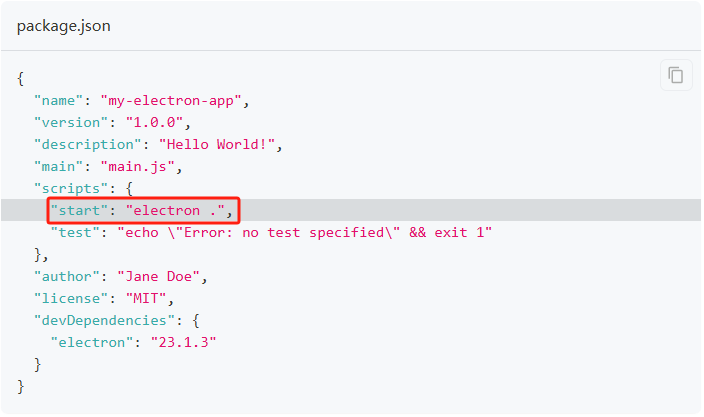 package.json
{
"name": "my-electron-app",
"version": "1.0.0",
"description": "Hello World!",
"main": "main.js",
"scripts": {
"start": "electron .",
"test": "echo \"Error: no test specified\" && exit 1"
},
"author": "Jane Doe",
"license": "MIT",
"devDependencies": {
"electron": "23.1.3"
}
}